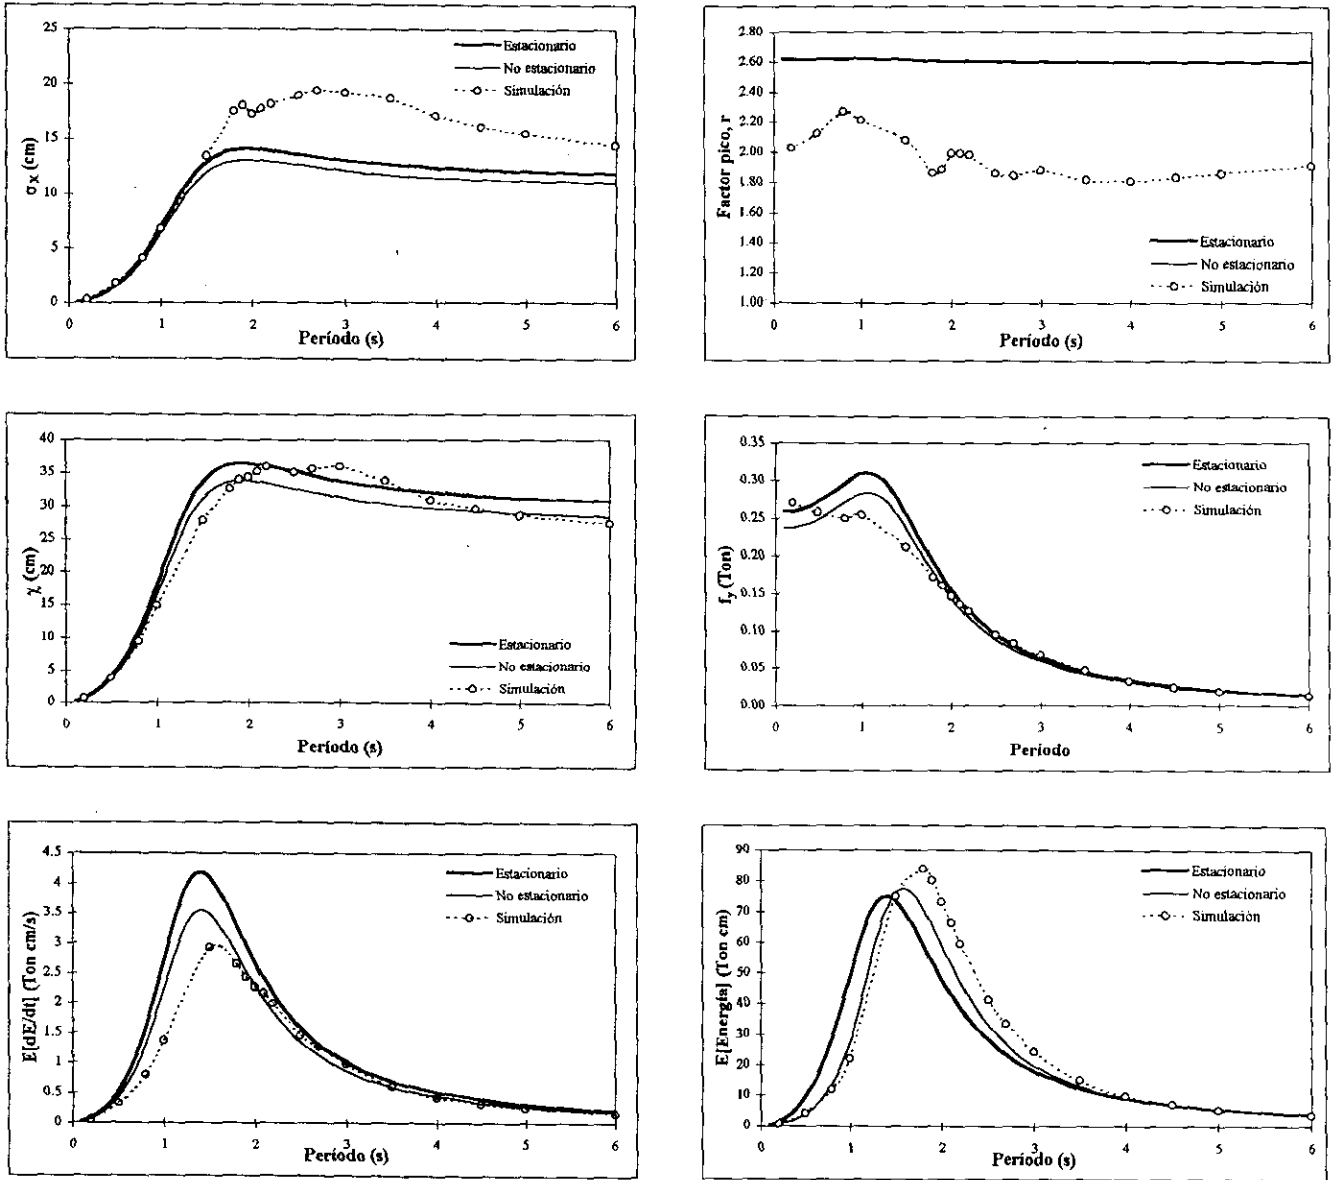 25
20
15
10
5
0
σX (cm)
0 1 2 3 4 5 6
Período (s)
Estacionario
No estacionario
Simulación
2.80
2.60
2.40
2.20
2.00
1.80
1.60
1.40
1.20
1.00
Factor pico, r
0 1 2 3 4 5 6
Período (s)
Estacionario
No estacionario
Simulación
40
35
30
25
20
15
10
5
0
χ (cm)
0 1 2 3 4 5 6
Período (s)
Estacionario
No estacionario
Simulación
0.35
0.30
0.25
0.20
0.15
0.10
0.05
0.00
fy (Ton)
0 1 2 3 4 5 6
Período
Estacionario
No estacionario
Simulación
4.5
4
3.5
3
2.5
2
1.5
1
0.5
0
E[dE/dt] (Ton cm/s)
0 1 2 3 4 5 6
Período (s)
Estacionario
No estacionario
Simulación
90
80
70
60
50
40
30
20
10
0
E[Energía] (Ton cm)
0 1 2 3 4 5 6
Período (s)
Estacionario
No estacionario
Simulación